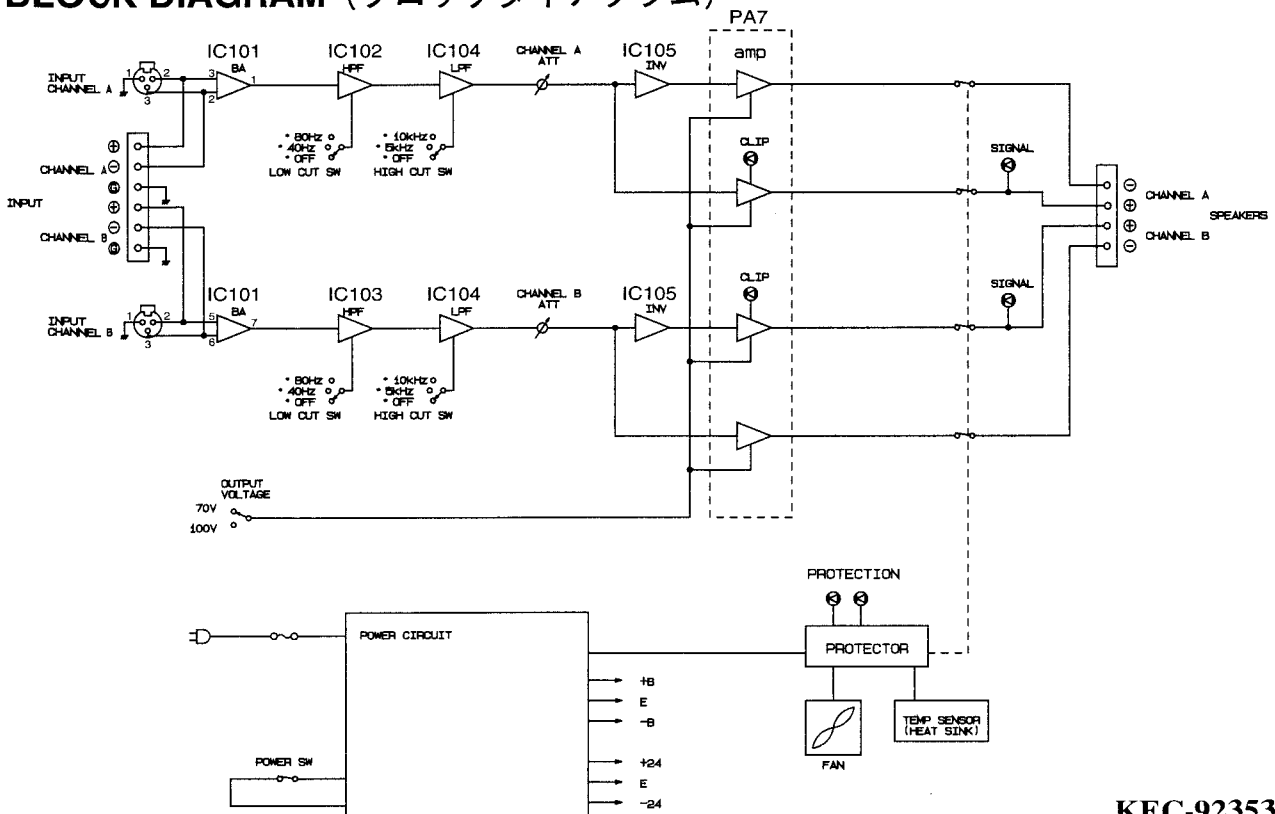 BLOCK DIAGRAM (ブロックダイアグラム)
PA7
IC101
BA
IC102
HPF
IC104
LPF
CHANNEL A
ATT
IC105
INV
amp
INPUT
CHANNEL A
1
2
3
3
2
1
* 80Hz
* 40Hz
* OFF
LOW CUT SW
* 10kHz
* 5kHz
* OFF
HIGH CUT SW
CLIP
SIGNAL
INPUT
CHANNEL A
⊕
⊖
G
CHANNEL B
⊕
⊖
G
⊖
⊕
CHANNEL A
⊕
⊖
CHANNEL B
SPEAKERS
IC101
BA
IC103
HPF
IC104
LPF
CHANNEL B
ATT
IC105
INV
CLIP
SIGNAL
INPUT
CHANNEL B
1
2
3
5
6
7
* 80Hz
* 40Hz
* OFF
LOW CUT SW
* 10kHz
* 5kHz
* OFF
HIGH CUT SW
OUTPUT
VOLTAGE
70V
100V
PROTECTION
POWER CIRCUIT
PROTECTOR
+B
E
-B
TEMP SENSOR
(HEAT SINK)
FAN
POWER SW
+24
E
-24
KEC-92353